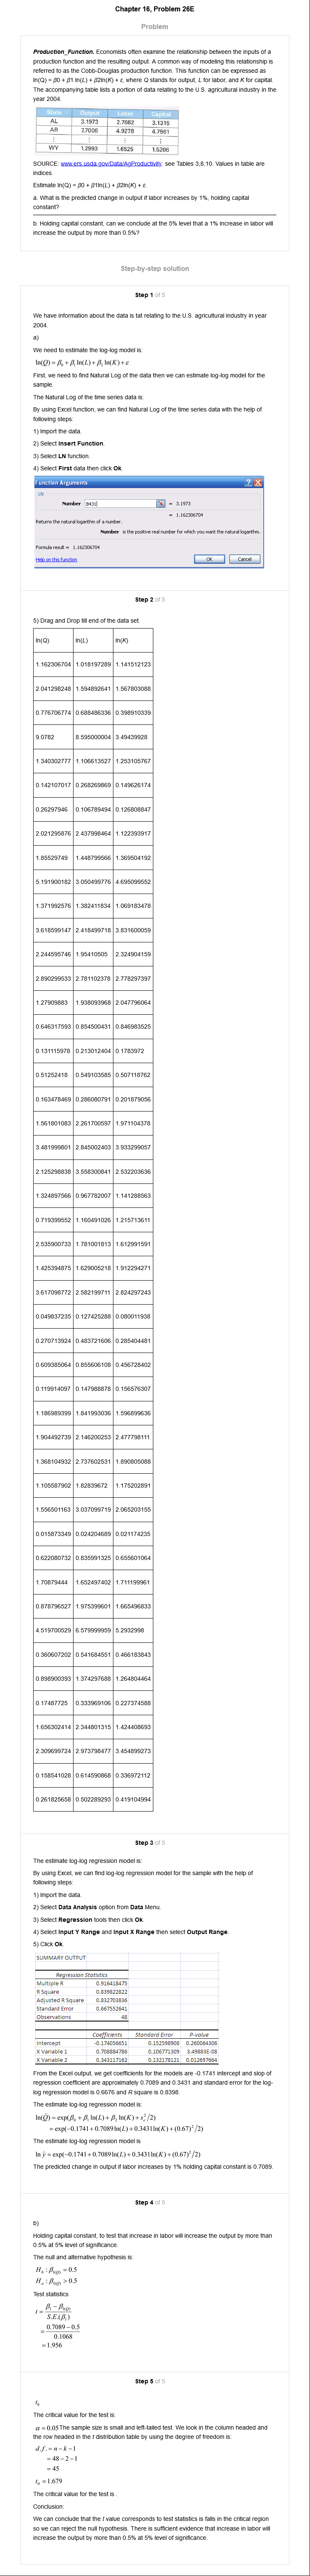 Chapter 16, Problem 26E
Problem
Production_Function. Economists often examine the relationship between the inputs of a
production function and the resulting output. A common way of modeling this relationship is
referred to as the Cobb-Douglas production function. This function can be expressed as
ln(Q) = β0 + β1 ln(L) + β2ln(K) + ε, where Q stands for output, L for labor, and K for capital.
The accompanying table lists a portion of data relating to the U.S. agricultural industry in the
year 2004.
State Output Labor Capital
AL 3.1973 2.7682 3.1315
AR 7.7006 4.9278 4.7961
⋮ ⋮ ⋮ ⋮
WY 1.2993 1.6525 1.5206
SOURCE: www.ers.usda.gov/Data/AgProductivity; see Tables 3,8,10. Values in table are
indices.
Estimate ln(Q) = β0 + β1ln(L) + β2ln(K) + ε.
a. What is the predicted change in output if labor increases by 1%, holding capital
constant?
b. Holding capital constant, can we conclude at the 5% level that a 1% increase in labor will
increase the output by more than 0.5%?
Step-by-step solution
Step 1 of 5
We have information about the data is tat relating to the U.S. agricultural industry in year
2004.
a)
We need to estimate the log-log model is:
ln(Q) = β₀ + β₁ ln(L) + β₂ ln(K) + ε
First, we need to find Natural Log of the data then we can estimate log-log model for the
sample.
The Natural Log of the time series data is:
By using Excel function, we can find Natural Log of the time series data with the help of
following steps:
1) Import the data.
2) Select Insert Function.
3) Select LN function.
4) Select First data then click Ok.
Function Arguments
LN
Number B431 = 3.1973
= 1.162306704
Returns the natural logarithm of a number.
Number is the positive real number for which you want the natural logarithm.
Formula result = 1.162306704
Help on this function OK Cancel
Step 2 of 5
5) Drag and Drop till end of the data set.
ln(Q) ln(L) ln(K)
1.162306704 1.018197289 1.141512123
2.041298248 1.594892641 1.567803088
0.776706774 0.688486336 0.398910339
9.0782 8.595000004 3.49439928
1.340302777 1.106613527 1.253105767
0.142107017 0.268269869 0.149626174
0.26297946 0.106789494 0.126808847
2.021295876 2.437998464 1.122393917
1.85529749 1.448799566 1.369504192
5.191900182 3.050499776 4.695099552
1.371992576 1.382411834 1.069183478
3.618599147 2.418499718 3.831600059
2.244595746 1.95410505 2.324904159
2.890299533 2.781102378 2.778297397
1.27909883 1.938093968 2.047796064
0.646317593 0.854500431 0.846983525
0.131115978 0.213012404 0.1783972
0.51252418 0.549103585 0.507118762
0.163478469 0.286080791 0.201879056
1.561801083 2.261700597 1.971104378
3.481999801 2.845002403 3.933299057
2.125298838 3.558300841 2.532203636
1.324897566 0.967782007 1.141288563
0.719399552 1.160491026 1.215713611
2.535900733 1.781001813 1.612991591
1.425394875 1.629005218 1.912294271
3.617098772 2.582199711 2.824297243
0.049837235 0.127425288 0.080011938
0.270713924 0.483721606 0.285404481
0.609385064 0.855606108 0.456728402
0.119914097 0.147988878 0.156576307
1.186989399 1.841993036 1.596899636
1.904492739 2.146200253 2.477798111
1.368104932 2.737602531 1.890805088
1.105587902 1.82839672 1.175202891
1.556501163 3.037099719 2.065203155
0.015873349 0.024204689 0.021174235
0.622080732 0.835991325 0.655601064
1.70879444 1.652497402 1.711199961
0.878796527 1.975399601 1.665496833
4.519700529 6.579999959 5.2932998
0.360607202 0.541684551 0.466183843
0.898900393 1.374297688 1.264804464
0.17487725 0.333969106 0.227374588
1.656302414 2.344801315 1.424408693
2.309699724 2.973798477 3.454899273
0.158541028 0.614590868 0.336972112
0.261825658 0.502289293 0.419104994
Step 3 of 5
The estimate log-log regression model is:
By using Excel, we can find log-log regression model for the sample with the help of
following steps:
1) Import the data.
2) Select Data Analysis option from Data Menu.
3) Select Regression tools then click Ok.
4) Select Input Y Range and Input X Range then select Output Range.
5) Click Ok.
SUMMARY OUTPUT
Regression Statistics
Multiple R 0.916418475
R Square 0.839822822
Adjusted R Square 0.832703836
Standard Error 0.667552641
Observations 48
Coefficients Standard Error P-value
Intercept -0.174056651 0.152598908 0.260064306
X Variable 1 0.708884786 0.106771309 3.49883E-08
X Variable 2 0.343117182 0.132178121 0.012697664
From the Excel output, we get coefficients for the models are -0.1741 intercept and slop of
regression coefficient are approximately 0.7089 and 0.3431 and standard error for the log-
log regression model is 0.6676 and R square is 0.8398.
The estimate log-log regression model is:
ln(Q̂) = exp(β₀ + β₁ ln(L) + β₂ ln(K) + sₑ²/2)
= exp(−0.1741 + 0.7089 ln(L) + 0.3431 ln(K) + (0.67)²/2)
The estimate log-log regression model is
ln ŷ = exp(−0.1741 + 0.7089 ln(L) + 0.3431 ln(K) + (0.67)²/2)
The predicted change in output if labor increases by 1% holding capital constant is 0.7089.
Step 4 of 5
b)
Holding capital constant, to test that increase in labor will increase the output by more than
0.5% at 5% level of significance.
The null and alternative hypothesis is:
H₀ : β₁₍ₗₒ₉₎ = 0.5
Hₐ : β₁₍ₗₒ₉₎ > 0.5
Test statistics
t = β₁ − β₁₍ₗₒ₉₎ / S.E.(β₁)
= 0.7089 − 0.5 / 0.1068
= 1.956
Step 5 of 5
tα
The critical value for the test is:
α = 0.05 The sample size is small and left-tailed test. We look in the column headed and
the row headed in the t distribution table by using the degree of freedom is:
d.f. = n − k − 1
= 48 − 2 − 1
= 45
tα = 1.679
The critical value for the test is .
Conclusion:
We can conclude that the t value corresponds to test statistics is falls in the critical region
so we can reject the null hypothesis. There is sufficient evidence that increase in labor will
increase the output by more than 0.5% at 5% level of significance.